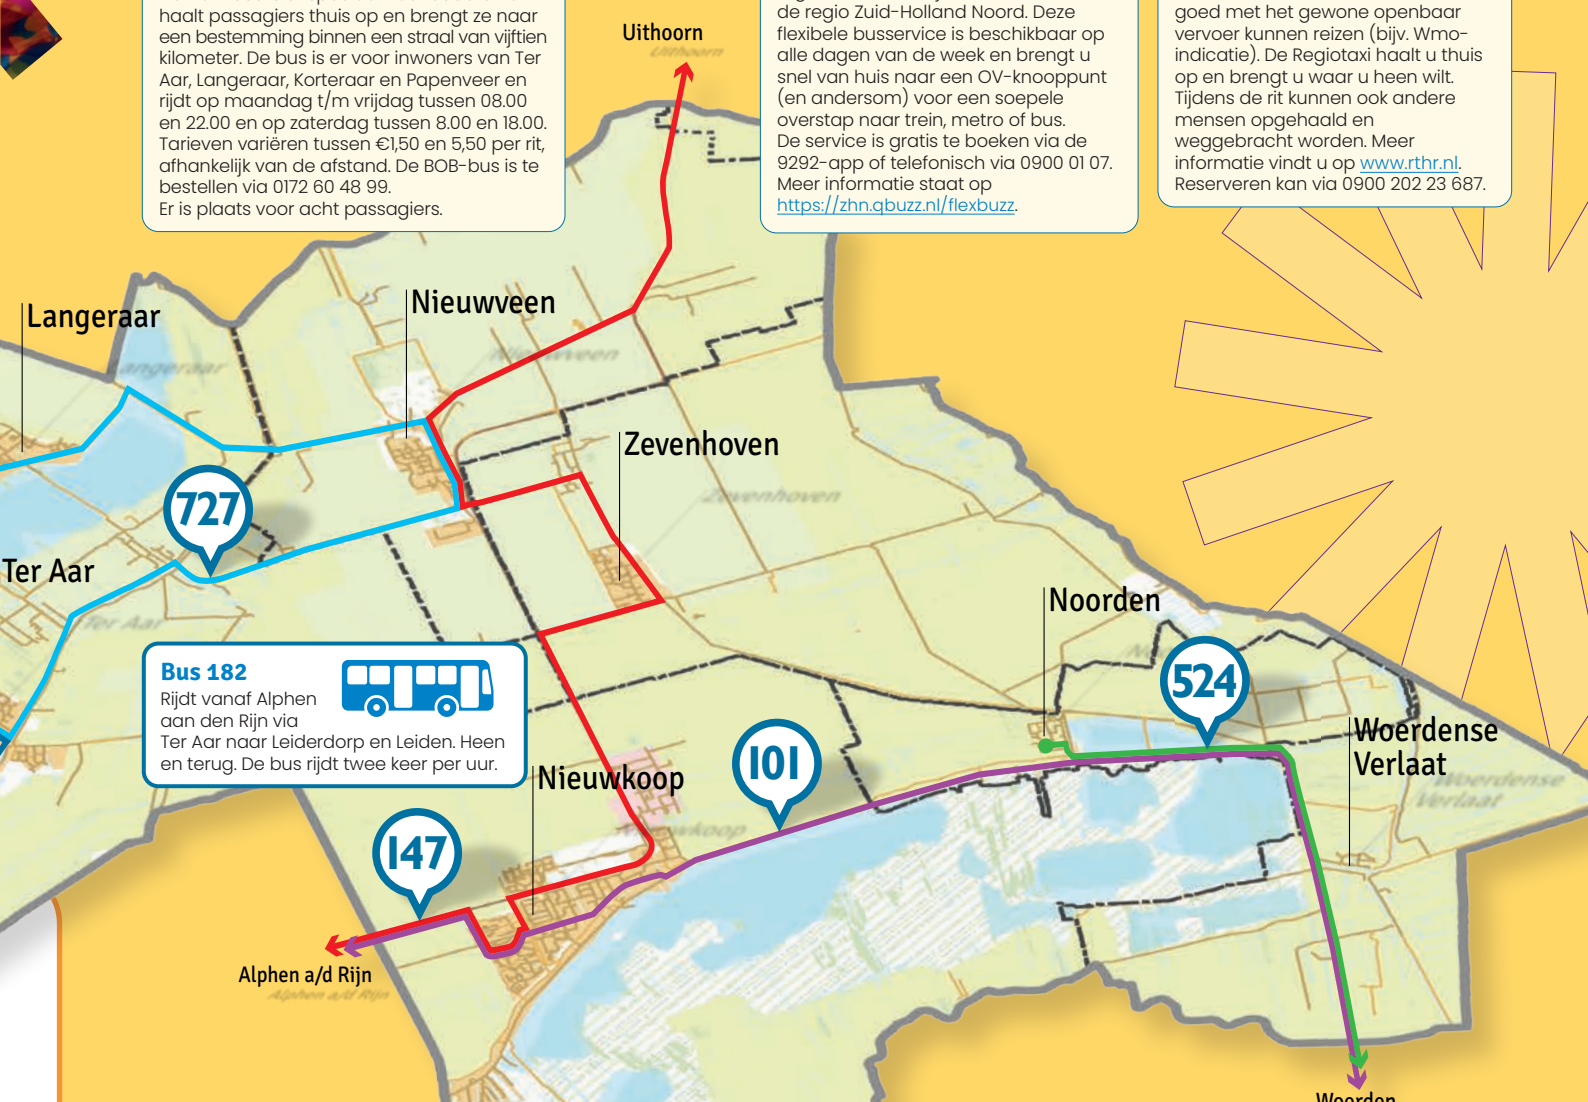 haalt passagiers thuis op en brengt ze naar
een bestemming binnen een straal van vijftien
kilometer. De bus is er voor inwoners van Ter
Aar, Langeraar, Korteraar en Papenveer en
rijdt op maandag t/m vrijdag tussen 08.00
en 22.00 en op zaterdag tussen 8.00 en 18.00.
Tarieven variëren tussen €1,50 en 5,50 per rit,
afhankelijk van de afstand. De BOB-bus is te
bestellen via 0172 60 48 99.
Er is plaats voor acht passagiers.
de regio Zuid-Holland Noord. Deze
flexibele busservice is beschikbaar op
alle dagen van de week en brengt u
snel van huis naar een OV-knooppunt
(en andersom) voor een soepele
overstap naar trein, metro of bus.
De service is gratis te boeken via de
9292-app of telefonisch via 0900 01 07.
Meer informatie staat op
https://zhn.qbuzz.nl/flexbuzz.
goed met het gewone openbaar
vervoer kunnen reizen (bijv. Wmo-
indicatie). De Regiotaxi haalt u thuis
op en brengt u waar u heen wilt.
Tijdens de rit kunnen ook andere
mensen opgehaald en
weggebracht worden. Meer
informatie vindt u op www.rthr.nl.
Reserveren kan via 0900 202 23 687.
Uithoorn
Uithoorn
Langeraar
Langeraar
Nieuwveen
Nieuwveen
Zevenhoven
Zevenhoven
727
Ter Aar
Ter Aar
Noorden
524
Bus 182
Rijdt vanaf Alphen
aan den Rijn via
Ter Aar naar Leiderdorp en Leiden. Heen
en terug. De bus rijdt twee keer per uur.
Woerdense
Verlaat
Woerdense
Verlaat
101
Nieuwkoop
Nieuwkoop
147
Alphen a/d Rijn
Alphen a/d Rijn
Woerden